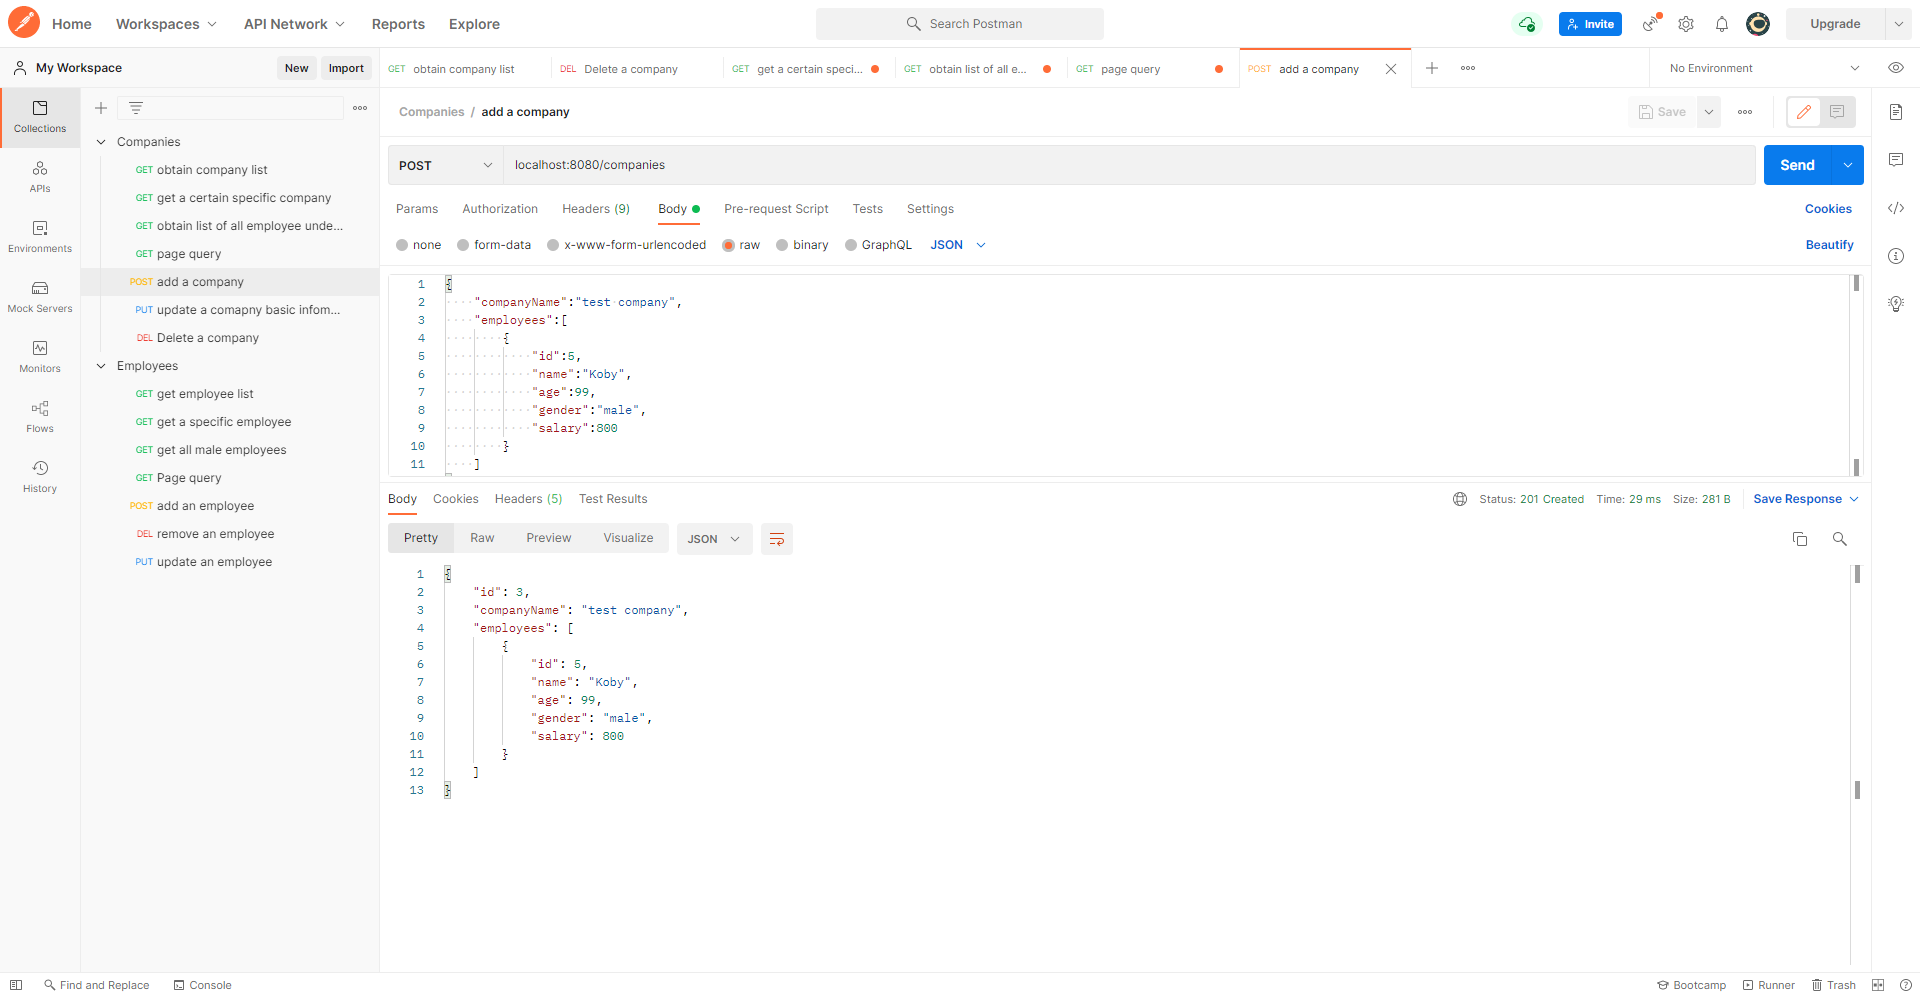 Home Workspaces API Network Reports Explore Search Postman Invite Upgrade
My Workspace New Import GET obtain company list DEL Delete a company GET get a certain speci... GET obtain list of all e... GET page query POST add a company No Environment
Collections
APIs
Environments
Mock Servers
Monitors
Flows
History
Companies
GET obtain company list
GET get a certain specific company
GET obtain list of all employee unde...
GET page query
POST add a company
PUT update a comapny basic infom...
DEL Delete a company
Employees
GET get employee list
GET get a specific employee
GET get all male employees
GET Page query
POST add an employee
DEL remove an employee
PUT update an employee
Companies / add a company Save
POST localhost:8080/companies Send
Params Authorization Headers (9) Body Pre-request Script Tests Settings Cookies
none form-data x-www-form-urlencoded raw binary GraphQL JSON Beautify
1 {
2 "companyName":"test company",
3 "employees":[
4 {
5 "id":5,
6 "name":"Koby",
7 "age":99,
8 "gender":"male",
9 "salary":800
10 }
11 ]
Body Cookies Headers (5) Test Results Status: 201 Created Time: 29 ms Size: 281 B Save Response
Pretty Raw Preview Visualize JSON
1 {
2 "id": 3,
3 "companyName": "test company",
4 "employees": [
5 {
6 "id": 5,
7 "name": "Koby",
8 "age": 99,
9 "gender": "male",
10 "salary": 800
11 }
12 ]
13 }
Find and Replace Console Bootcamp Runner Trash